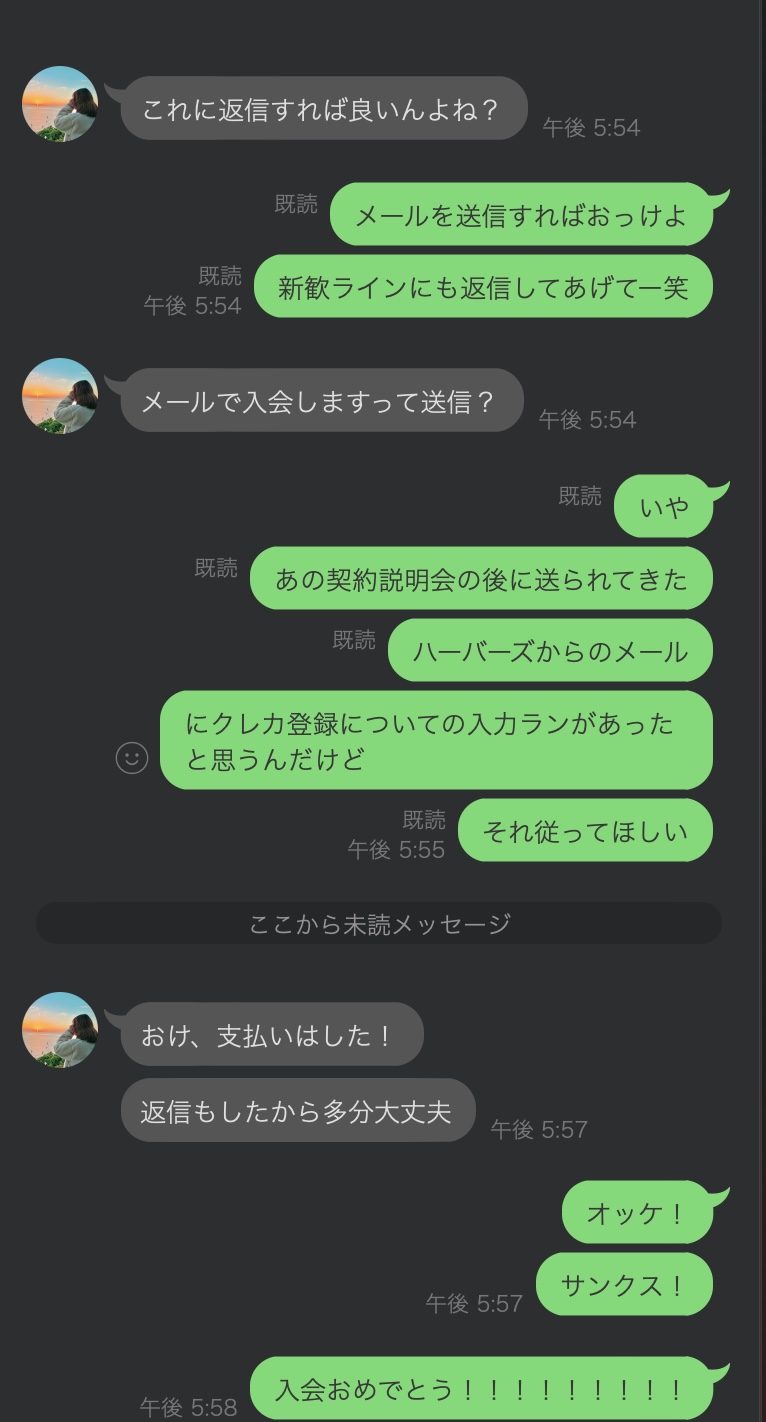 これに返信すれば良いんよね？
午後 5:54
既読
メールを送信すればおっけよ
既読
午後 5:54
新歓ラインにも返信してあげてー笑
メールで入会しますって送信？
午後 5:54
既読
いや
既読
あの契約説明会の後に送られてきた
既読
ハーバーズからのメール
にクレカ登録についての入力ランがあった
と思うんだけど
既読
午後 5:55
それ従ってほしい
ここから未読メッセージ
おけ、支払いはした！
返信もしたから多分大丈夫
午後 5:57
オッケ！
サンクス！
午後 5:57
入会おめでとう！！！！！！！！！
午後 5:58